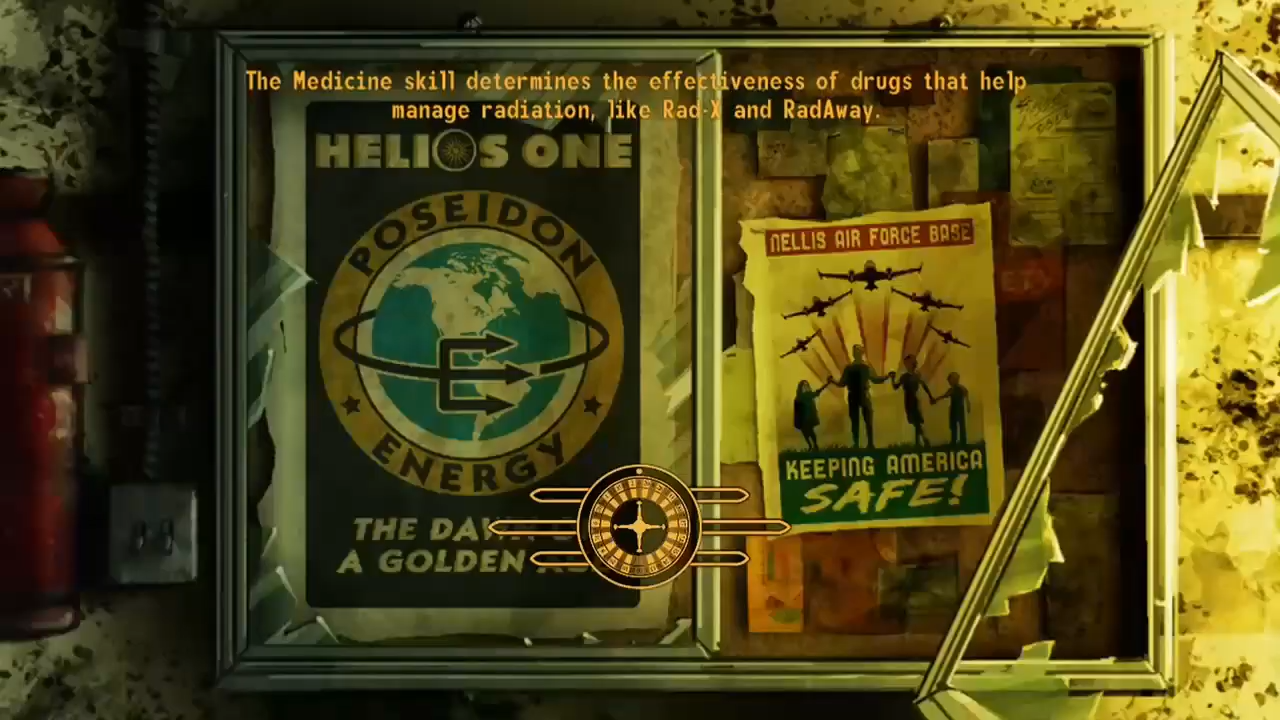 The Medicine skill determines the effectiveness of drugs that help
manage radiation, like Rad-X and RadAway.
HELIOS ONE
POSEIDON
ENERGY
THE DAWN
A GOLDEN
NELLIS AIR FORCE BASE
KEEPING AMERICA
SAFE!